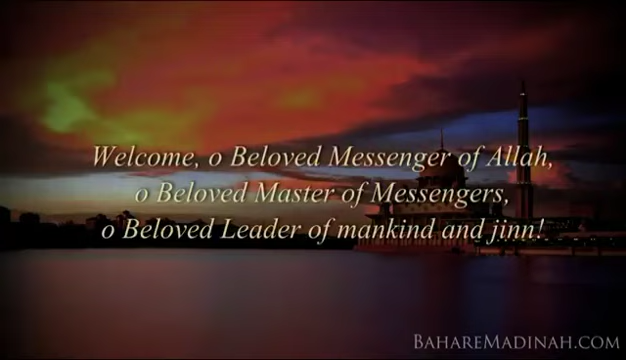 Welcome, o Beloved Messenger of Allah,
o Beloved Master of Messengers,
o Beloved Leader of mankind and jinn!
BAHAREMADINAH.COM